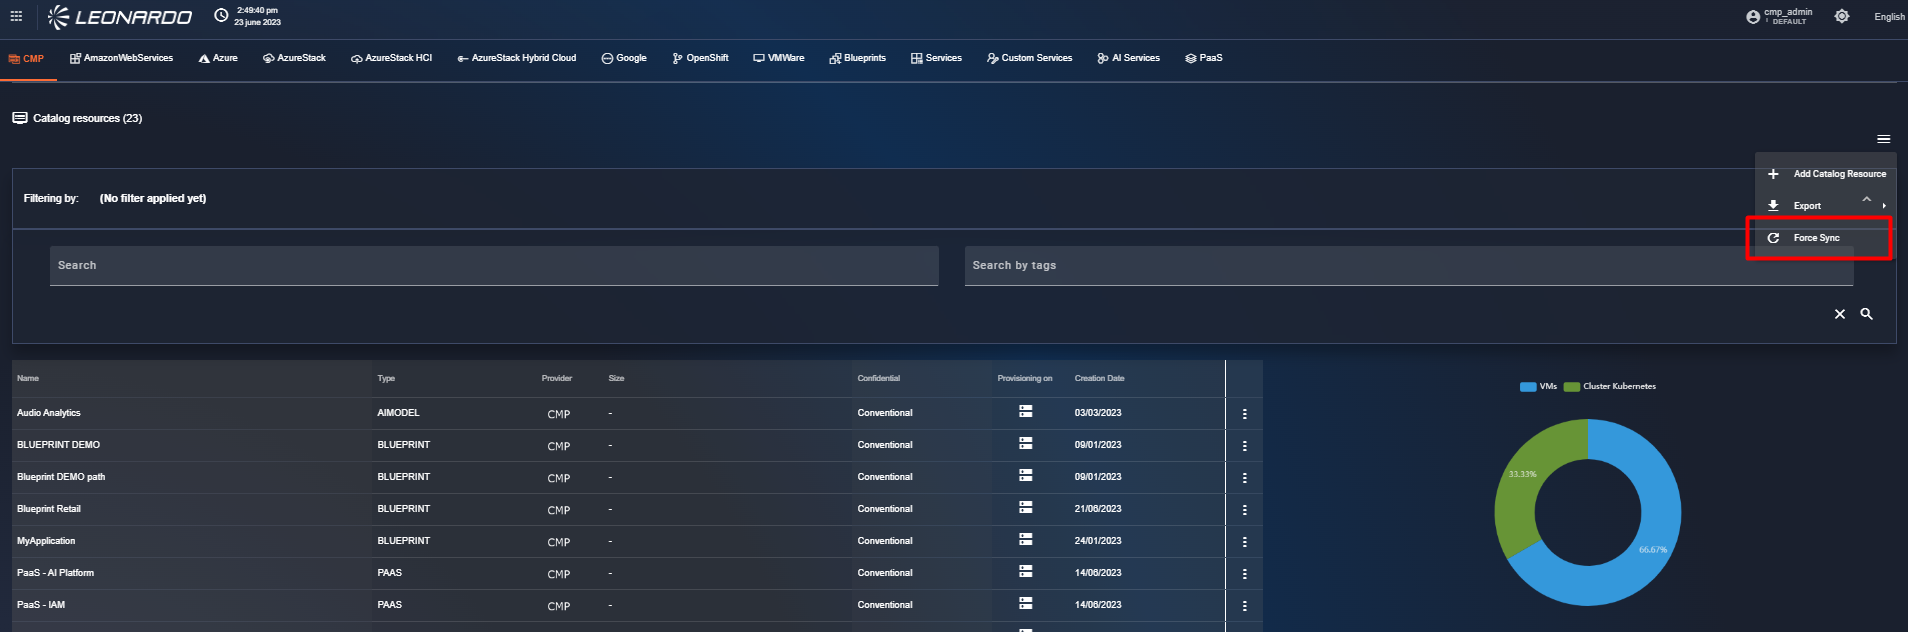 LEONARDO
2:49:40 pm
23 june 2023
cmp_admin
DEFAULT
English
CMP AmazonWebServices Azure AzureStack AzureStack HCI AzureStack Hybrid Cloud Google OpenShift VMWare Blueprints Services Custom Services AI Services PaaS
Catalog resources (23)
Add Catalog Resource
Export
Force Sync
Filtering by: (No filter applied yet)
Search
Search by tags
Name Type Provider Size Confidential Provisioning on Creation Date
Audio Analytics AIMODEL CMP - Conventional 03/03/2023
BLUEPRINT DEMO BLUEPRINT CMP - Conventional 09/01/2023
Blueprint DEMO path BLUEPRINT CMP - Conventional 09/01/2023
Blueprint Retail BLUEPRINT CMP - Conventional 21/06/2023
MyApplication BLUEPRINT CMP - Conventional 24/01/2023
PaaS - AI Platform PAAS CMP - Conventional 14/06/2023
PaaS - IAM PAAS CMP - Conventional 14/06/2023
VMs Cluster Kubernetes
33.33%
66.67%